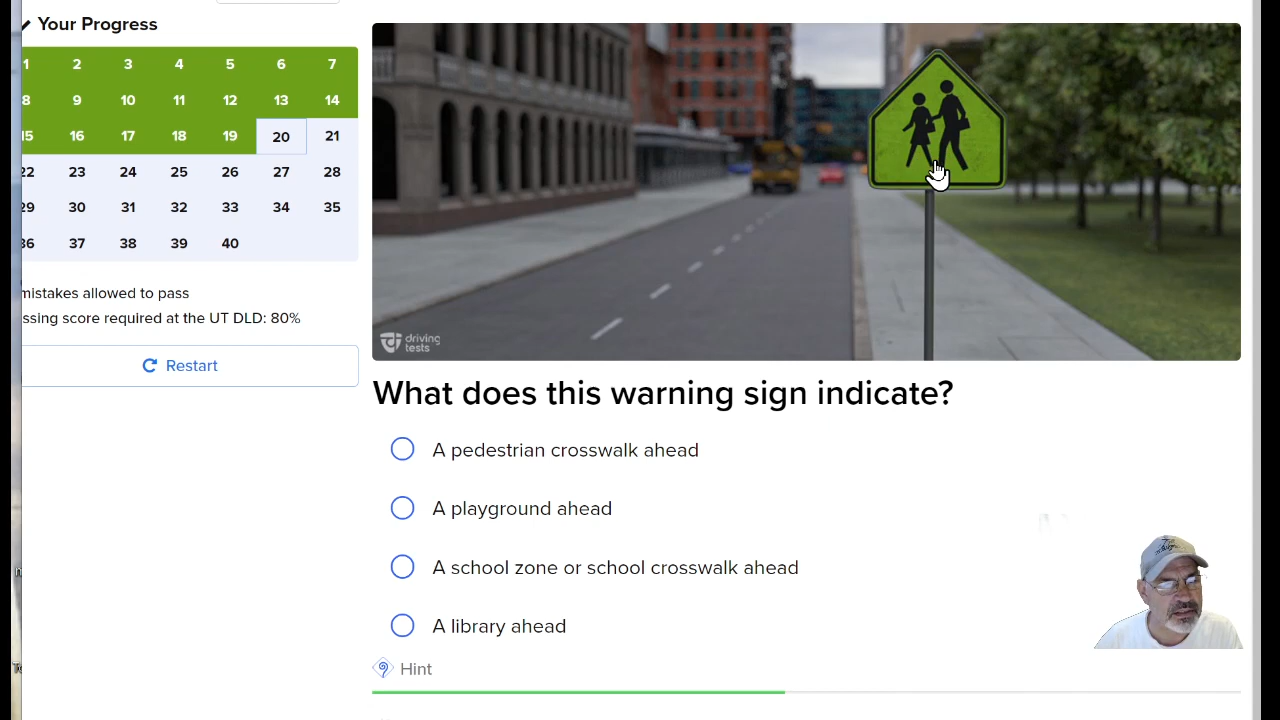 Your Progress
1 2 3 4 5 6 7
8 9 10 11 12 13 14
15 16 17 18 19 20 21
22 23 24 25 26 27 28
29 30 31 32 33 34 35
36 37 38 39 40
mistakes allowed to pass
ssing score required at the UT DLD: 80%
Restart
driving
tests
What does this warning sign indicate?
A pedestrian crosswalk ahead
A playground ahead
A school zone or school crosswalk ahead
A library ahead
Hint